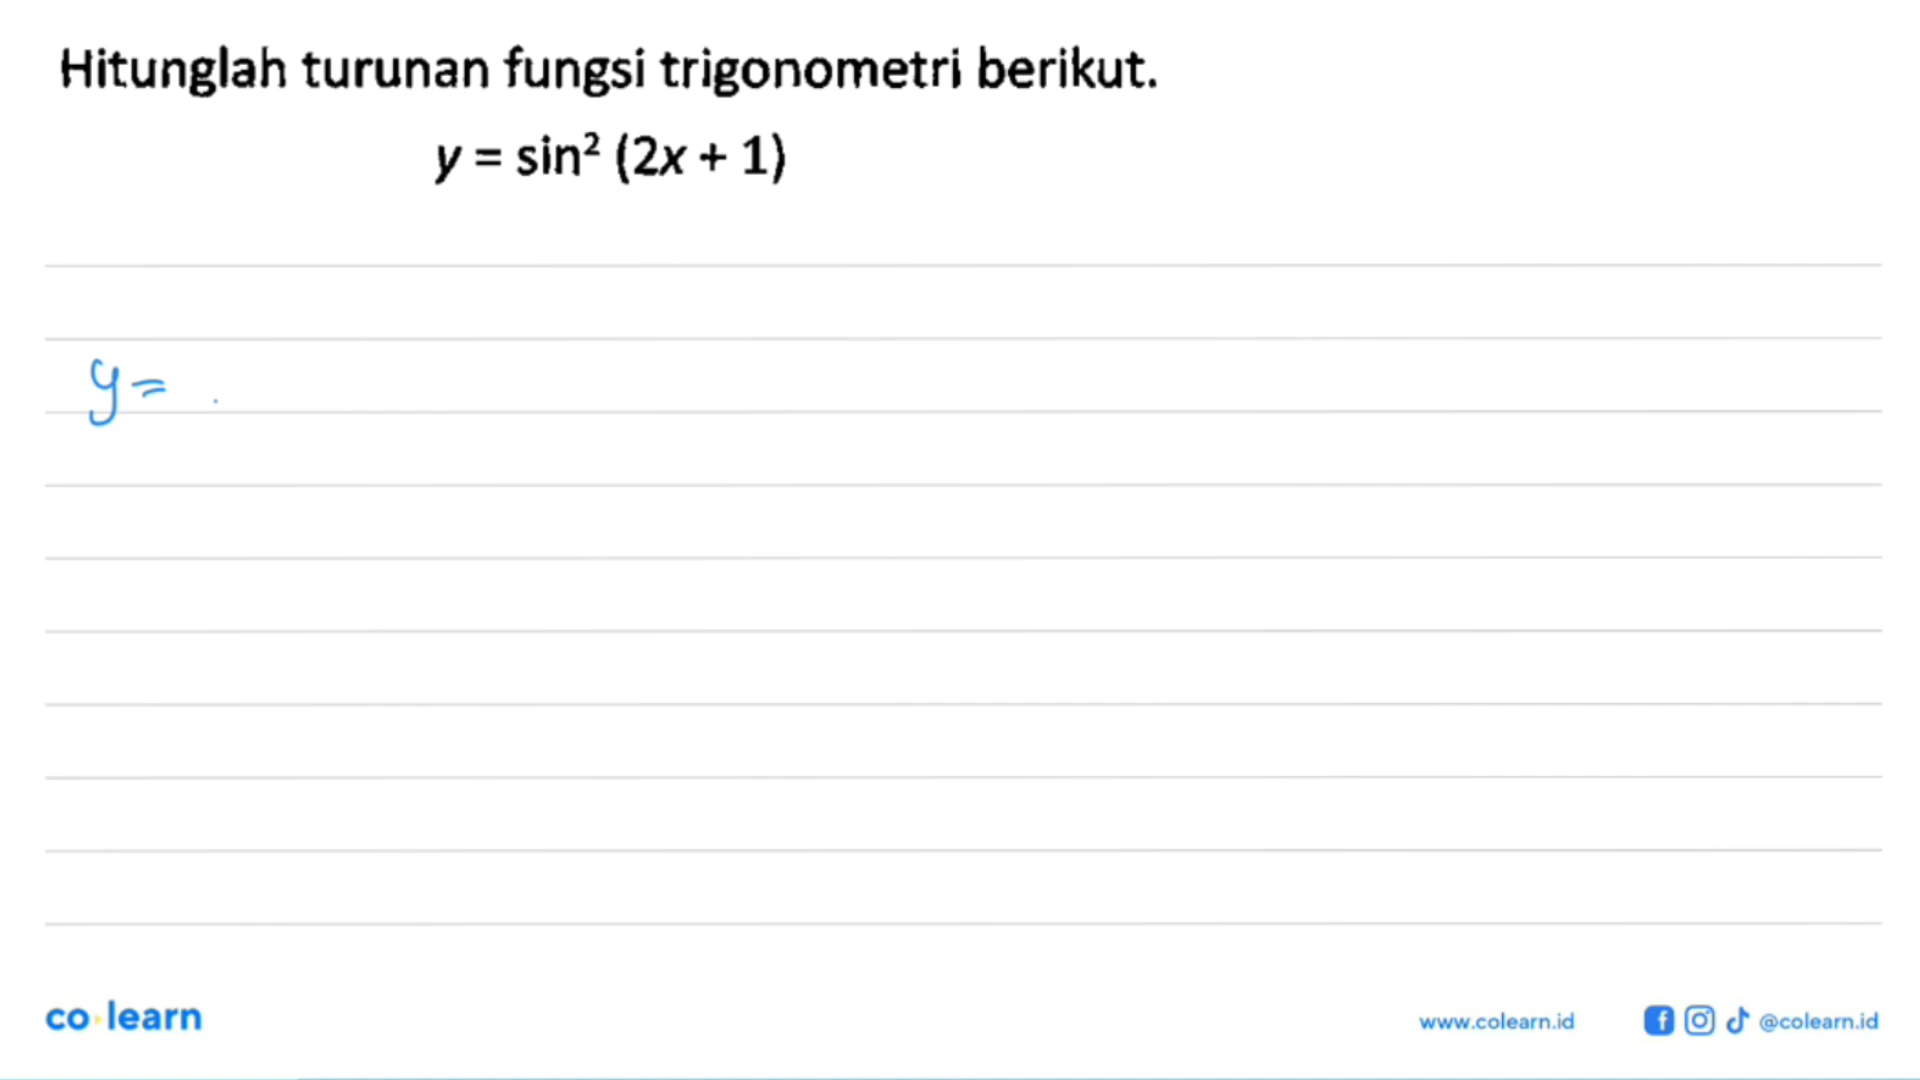 Hitunglah turunan fungsi trigonometri berikut.
y = sin² (2x + 1)
y =
co learn
www.colearn.id @colearn.id